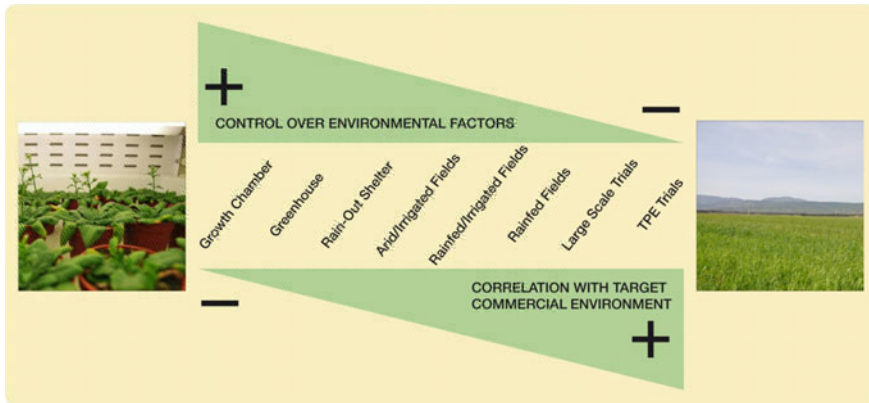 CONTROL OVER ENVIRONMENTAL FACTORS
Growth Chamber
Greenhouse
Rain-Out Shelter
Arid/Irrigated Fields
Rainfed/Irrigated Fields
Rainfed Fields
Large Scale Trials
TPE Trials
CORRELATION WITH TARGET
COMMERCIAL ENVIRONMENT